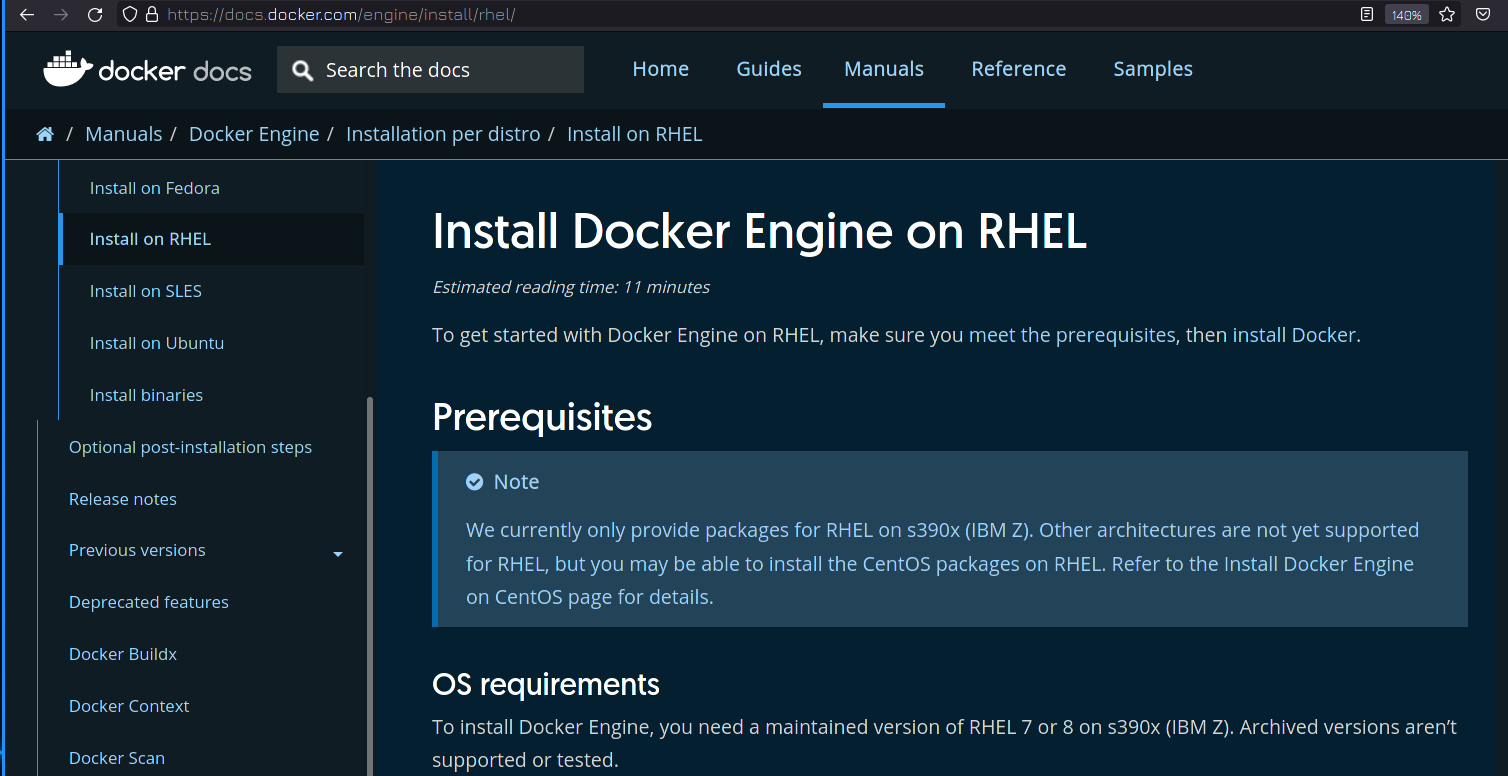 https://docs.docker.com/engine/install/rhel/
140%
docker docs
Search the docs
Home
Guides
Manuals
Reference
Samples
/ Manuals / Docker Engine / Installation per distro / Install on RHEL
Install on Fedora
Install on RHEL
Install on SLES
Install on Ubuntu
Install binaries
Optional post-installation steps
Release notes
Previous versions
Deprecated features
Docker Buildx
Docker Context
Docker Scan
Install Docker Engine on RHEL
Estimated reading time: 11 minutes
To get started with Docker Engine on RHEL, make sure you meet the prerequisites, then install Docker.
Prerequisites
Note
We currently only provide packages for RHEL on s390x (IBM Z). Other architectures are not yet supported
for RHEL, but you may be able to install the CentOS packages on RHEL. Refer to the Install Docker Engine
on CentOS page for details.
OS requirements
To install Docker Engine, you need a maintained version of RHEL 7 or 8 on s390x (IBM Z). Archived versions aren’t
supported or tested.